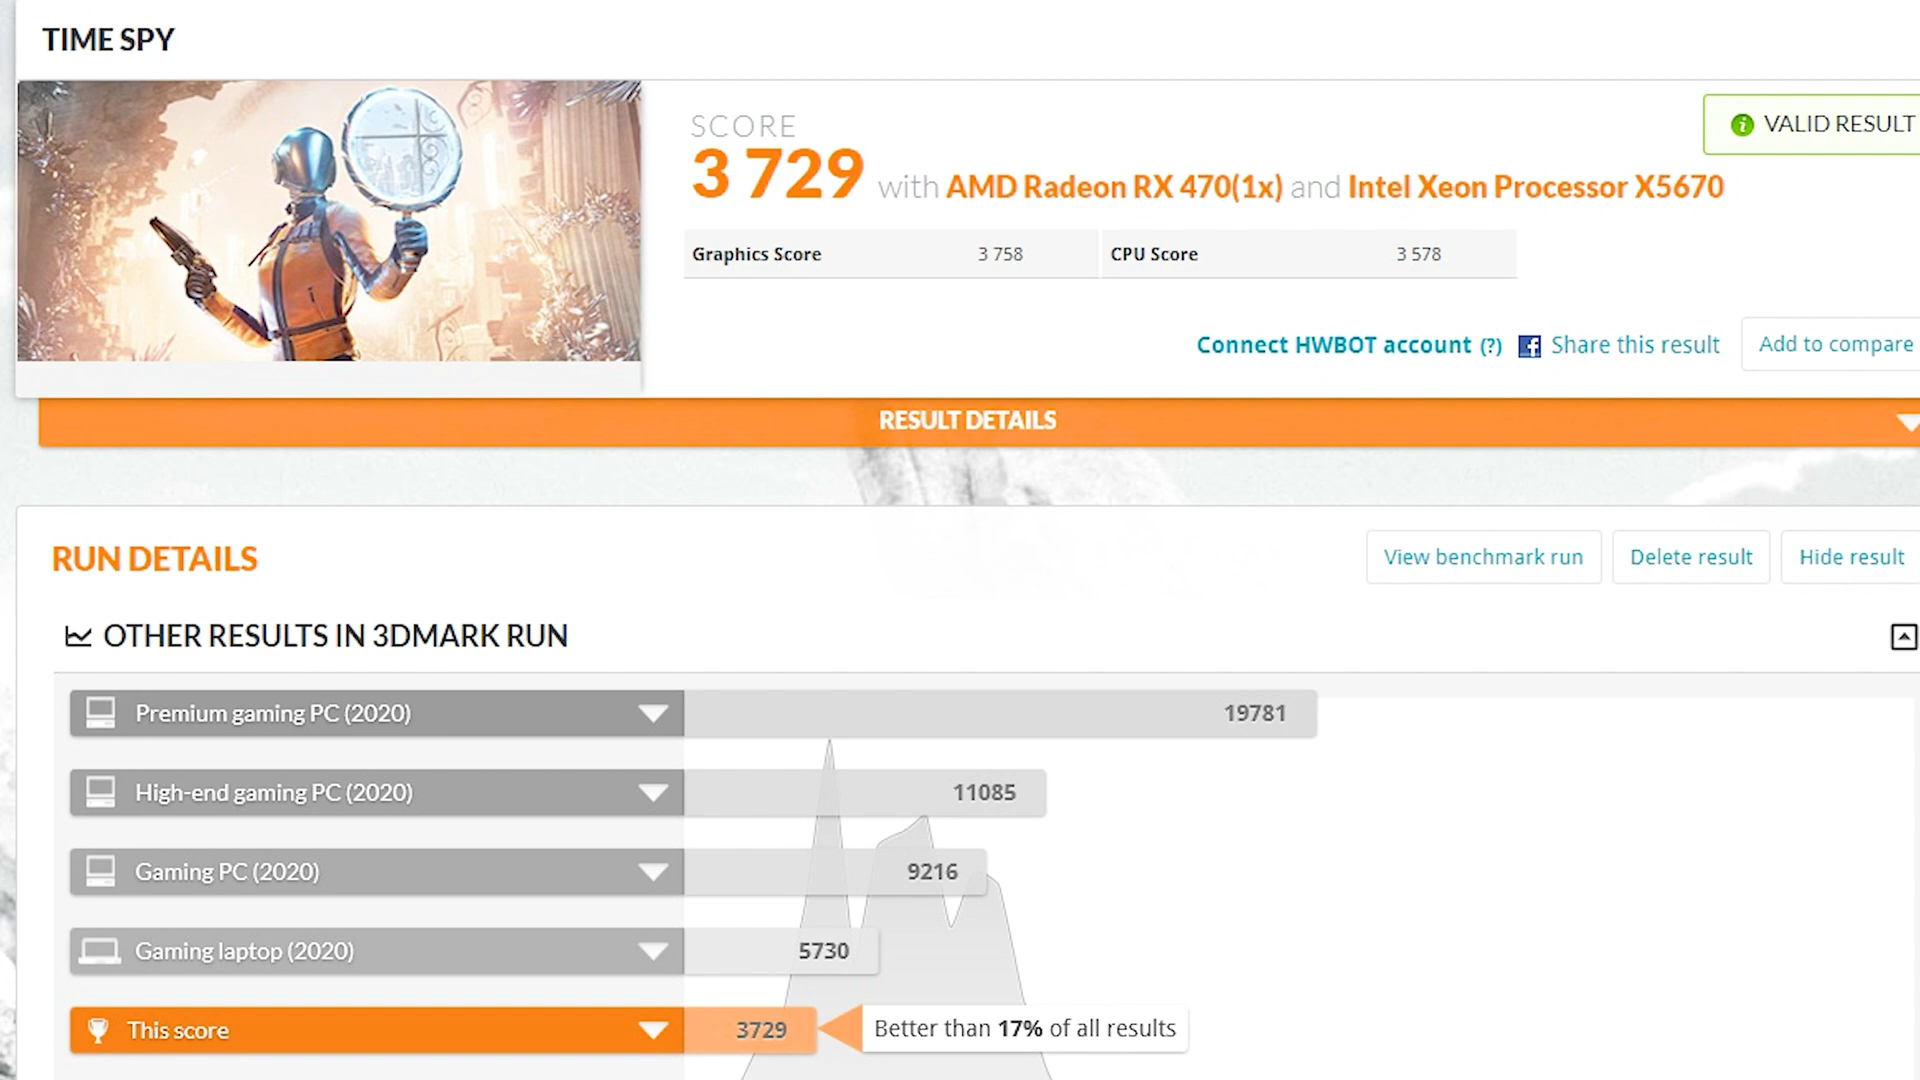 TIME SPY
SCORE
3 729 with AMD Radeon RX 470(1x) and Intel Xeon Processor X5670
VALID RESULT
Graphics Score 3 758 CPU Score 3 578
Connect HWBOT account (?) Share this result Add to compare
RESULT DETAILS
RUN DETAILS
View benchmark run Delete result Hide result
OTHER RESULTS IN 3DMARK RUN
Premium gaming PC (2020) 19781
High-end gaming PC (2020) 11085
Gaming PC (2020) 9216
Gaming laptop (2020) 5730
This score 3729 Better than 17% of all results